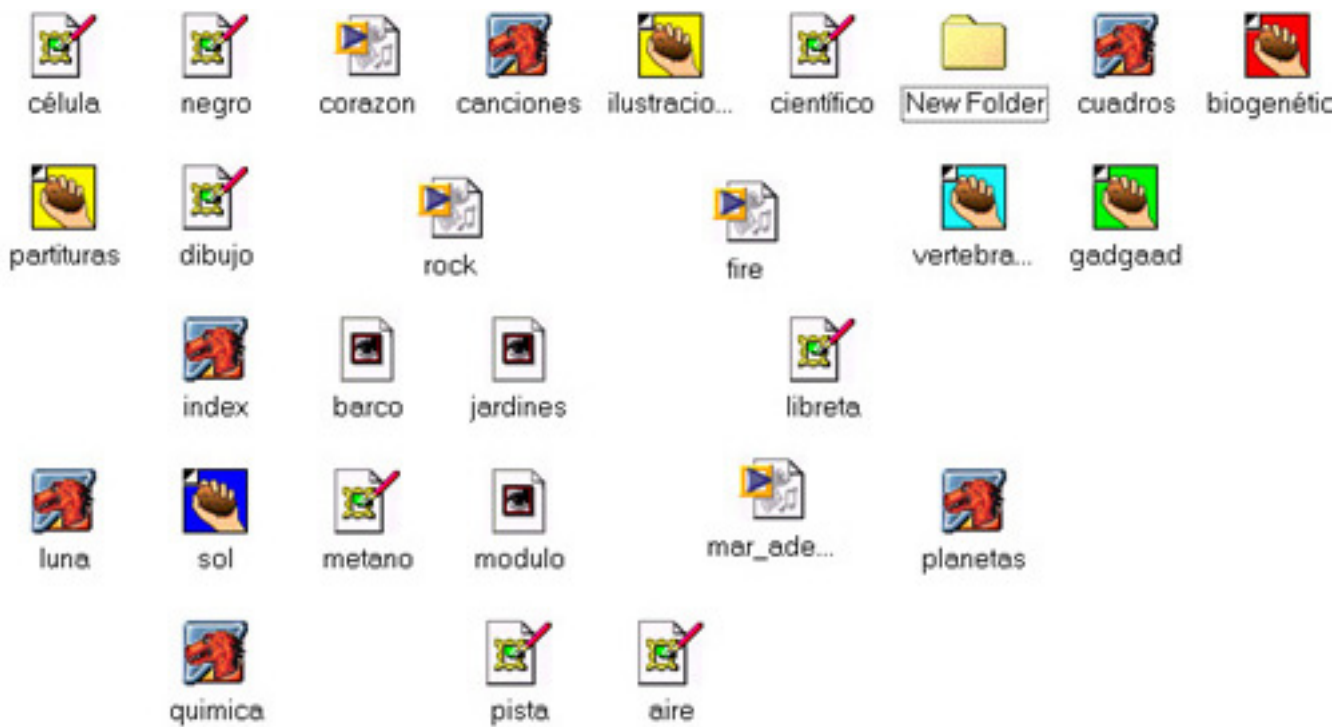 célula negro corazon canciones ilustracio... científico New Folder cuadros biogenétic
partituras dibujo rock fire vertebra... gadgaad
index barco jardines libreta
luna sol metano modulo mar_ade... planetas
quimica pista aire